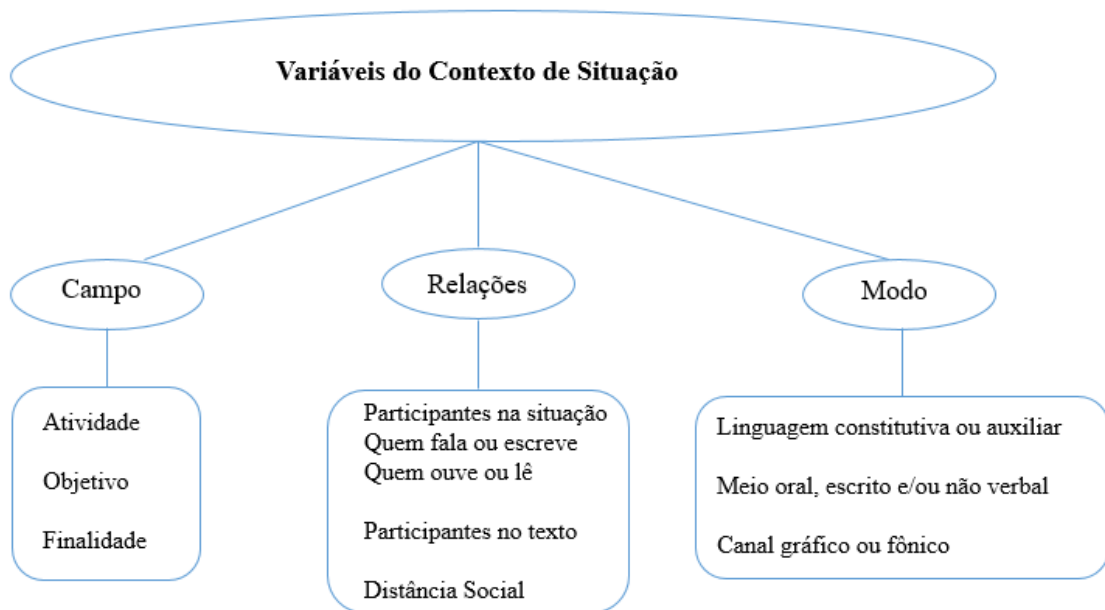 Variáveis do Contexto de Situação
Campo
Relações
Modo
Atividade
Objetivo
Finalidade
Participantes na situação
Quem fala ou escreve
Quem ouve ou lê
Participantes no texto
Distância Social
Linguagem constitutiva ou auxiliar
Meio oral, escrito e/ou não verbal
Canal gráfico ou fônico